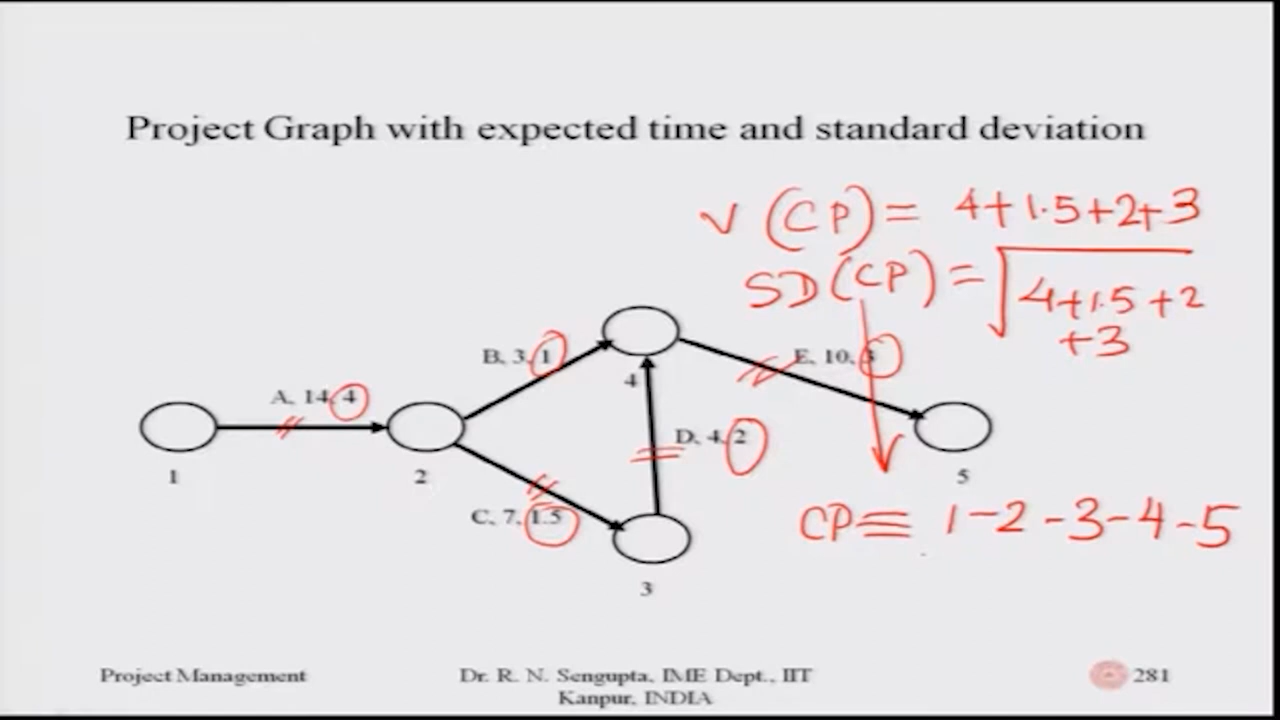 Project Graph with expected time and standard deviation
V (CP) = 4+1.5+2+3
SD (CP) = √4+1.5+2
+3
B, 3, 1
E, 10, 3
4
A, 14, 4
D, 4, 2
1
2
5
C, 7, 1.5
CP ≡ 1-2-3-4-5
3
Project Management
Dr. R. N. Sengupta, IME Dept., IIT
Kanpur, INDIA
281